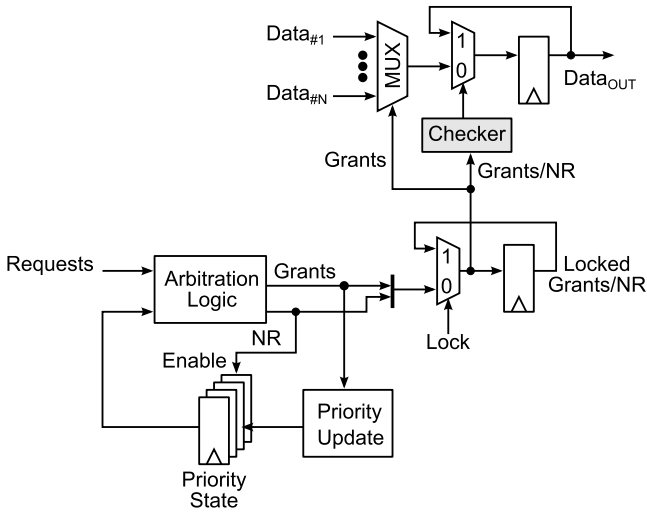 Data#1
MUX
1
0
Data#N
DataOUT
Checker
Grants
Grants/NR
Requests
Arbitration
Logic
Grants
1
0
Locked
Grants/NR
NR
Lock
Enable
Priority
Update
Priority
State